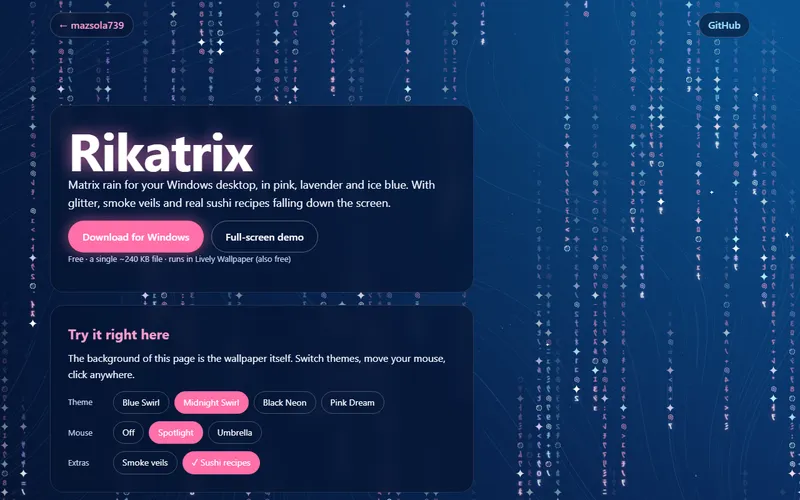 ← mazsola739
GitHub
Rikatrix
Matrix rain for your Windows desktop, in pink, lavender and ice blue. With
glitter, smoke veils and real sushi recipes falling down the screen.
Download for Windows
Full-screen demo
Free · a single ~240 KB file · runs in Lively Wallpaper (also free)
Try it right here
The background of this page is the wallpaper itself. Switch themes, move your mouse,
click anywhere.
Theme Blue Swirl Midnight Swirl Black Neon Pink Dream
Mouse Off Spotlight Umbrella
Extras Smoke veils ✓ Sushi recipes